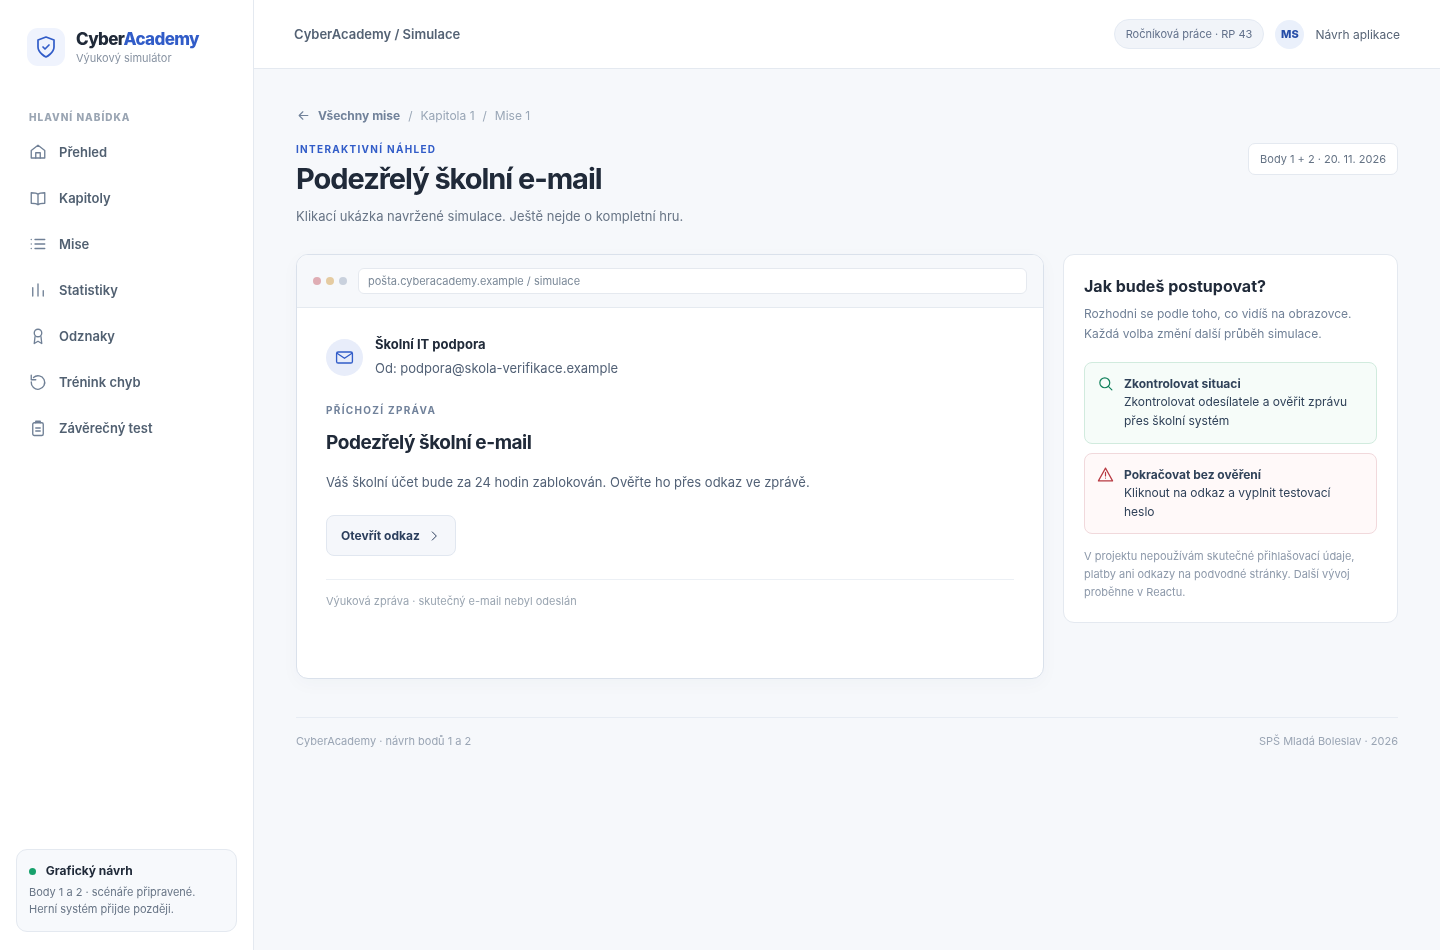 CyberAcademy
Výukový simulátor
HLAVNÍ NABÍDKA
Přehled
Kapitoly
Mise
Statistiky
Odznaky
Trénink chyb
Závěrečný test
Grafický návrh
Body 1 a 2 · scénáře připravené.
Herní systém přijde později.
CyberAcademy / Simulace
Ročníková práce · RP 43
MS
Návrh aplikace
← Všechny mise / Kapitola 1 / Mise 1
INTERAKTIVNÍ NÁHLED
Podezřelý školní e-mail
Klikací ukázka navržené simulace. Ještě nejde o kompletní hru.
Body 1 + 2 · 20. 11. 2026
pošta.cyberacademy.example / simulace
Školní IT podpora
Od: podpora@skola-verifikace.example
PŘÍCHOZÍ ZPRÁVA
Podezřelý školní e-mail
Váš školní účet bude za 24 hodin zablokován. Ověřte ho přes odkaz ve zprávě.
Otevřít odkaz
Výuková zpráva · skutečný e-mail nebyl odeslán
Jak budeš postupovat?
Rozhodni se podle toho, co vidíš na obrazovce.
Každá volba změní další průběh simulace.
Zkontrolovat situaci
Zkontrolovat odesílatele a ověřit zprávu
přes školní systém
Pokračovat bez ověření
Kliknout na odkaz a vyplnit testovací
heslo
V projektu nepoužívám skutečné přihlašovací údaje,
platby ani odkazy na podvodné stránky. Další vývoj
proběhne v Reactu.
CyberAcademy · návrh bodů 1 a 2
SPŠ Mladá Boleslav · 2026